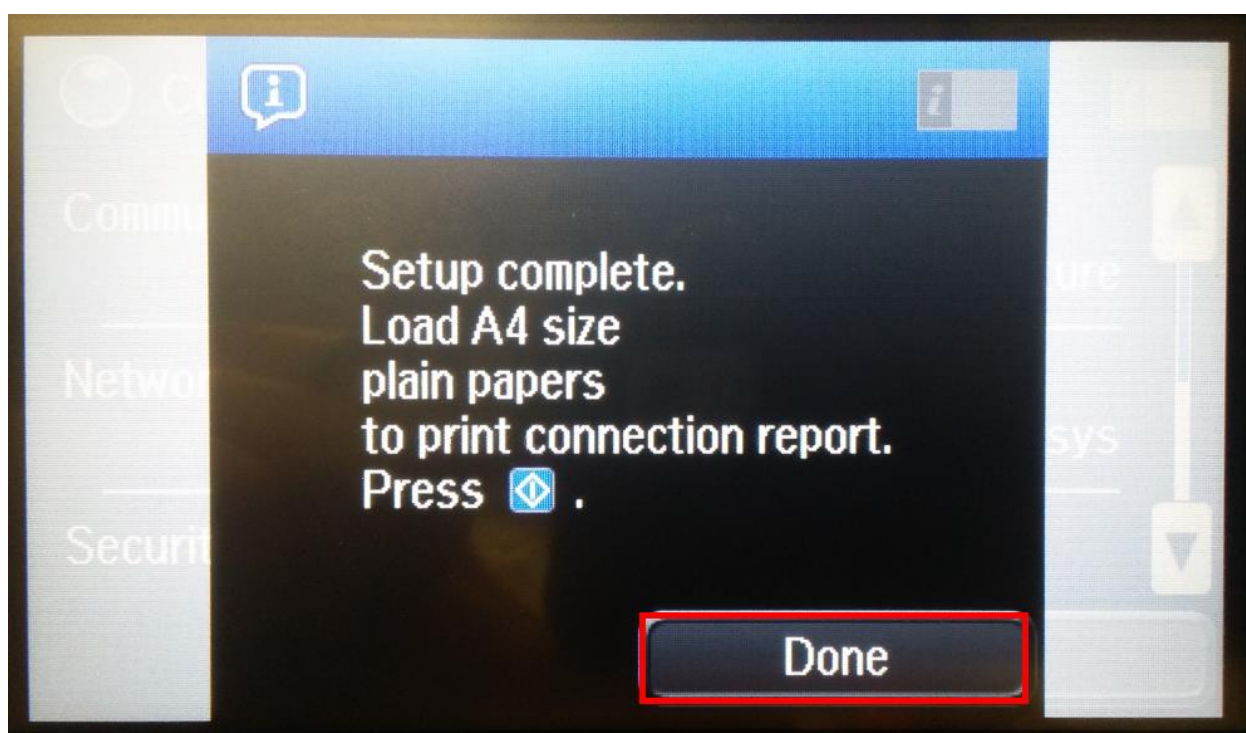 Setup complete.
Load A4 size
plain papers
to print connection report.
Press .
Done